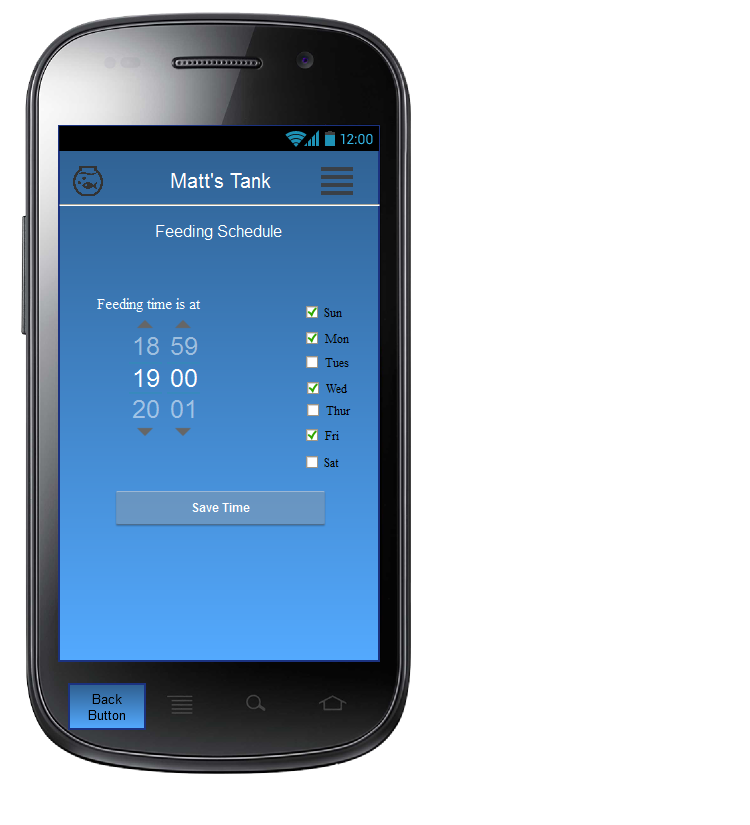 12:00
Matt's Tank
Feeding Schedule
Feeding time is at
18 59
19 00
20 01
Sun
Mon
Tues
Wed
Thur
Fri
Sat
Save Time
Back
Button